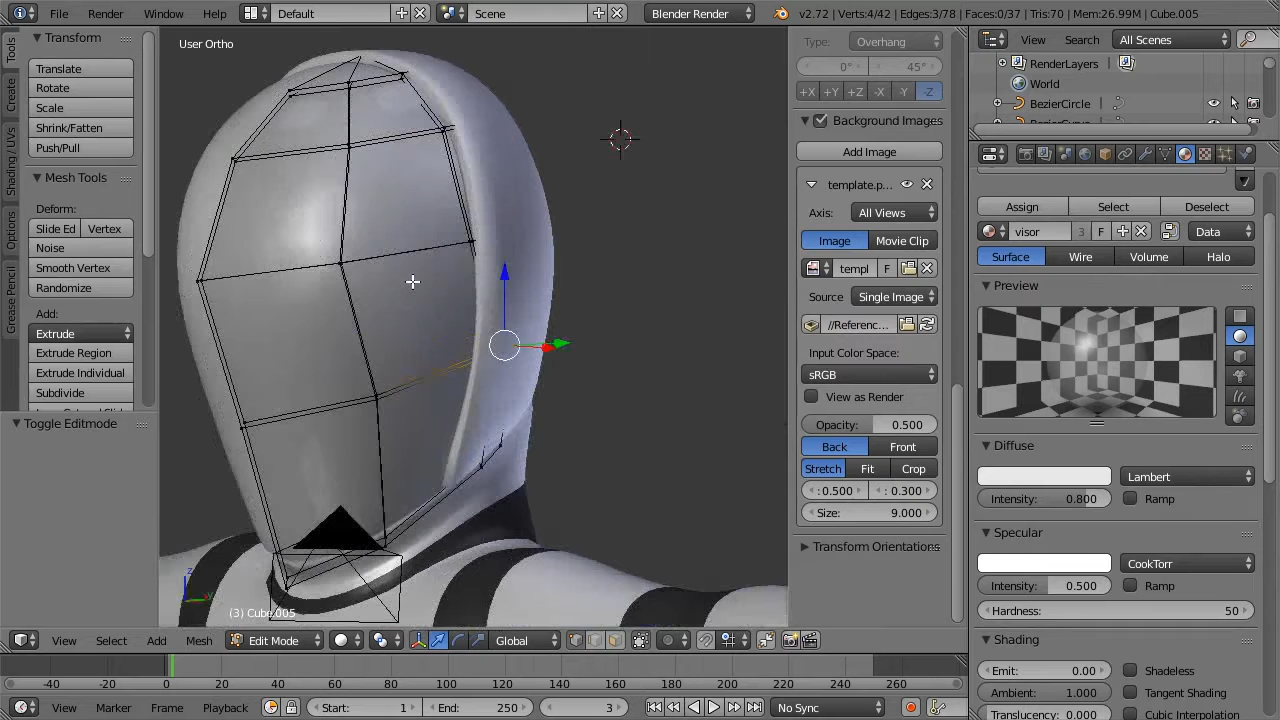 File Render Window Help Default Scene Blender Render v2.72 | Verts:4/42 | Edges:3/78 | Faces:0/37 | Tris:70 | Mem:26.99M | Cube.005
Tools
Create
Shading / UVs
Options
Grease Pencil
Transform
Translate
Rotate
Scale
Shrink/Fatten
Push/Pull
Mesh Tools
Deform:
Slide Ed Vertex
Noise
Smooth Vertex
Randomize
Add:
Extrude
Extrude Region
Extrude Individual
Subdivide
Toggle Editmode
User Ortho
(3) Cube.005
Type: Overhang
0° 45°
+X +Y +Z -X -Y -Z
Background Images
Add Image
template.p...
Axis: All Views
Image Movie Clip
templ F
Source Single Image
//Referenc...
Input Color Space:
sRGB
View as Render
Opacity: 0.500
Back Front
Stretch Fit Crop
: 0.500 : 0.300
Size: 9.000
Transform Orientations
View Search All Scenes
RenderLayers
World
BezierCircle
Assign Select Deselect
visor 3 F Data
Surface Wire Volume Halo
Preview
Diffuse
Lambert
Intensity: 0.800 Ramp
Specular
CookTorr
Intensity: 0.500 Ramp
Hardness: 50
Shading
Emit: 0.00 Shadeless
Ambient: 1.000 Tangent Shading
Translucency: 0.000 Cubic Interpolation
View Select Add Mesh Edit Mode Global
-40 -20 0 20 40 60 80 100 120 140 160 180 200 220 240 260
View Marker Frame Playback Start: 1 End: 250 3 No Sync